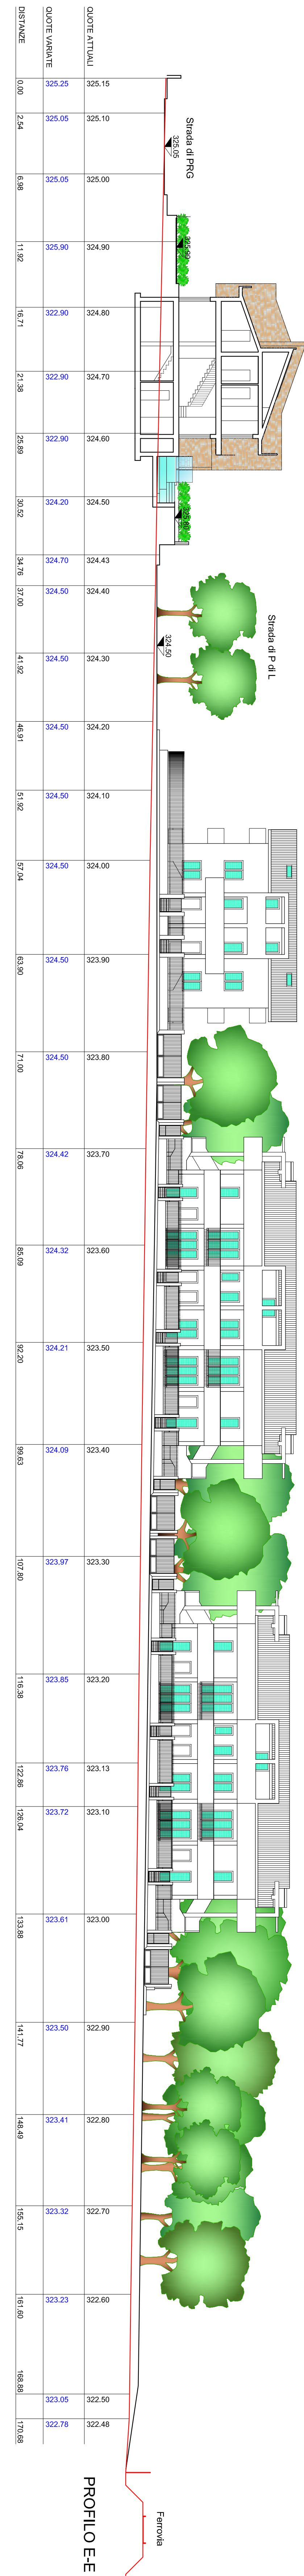 Strada di P di L
Strada di PRG
325.90
325.80
325.05
324.50
Ferrovia
PROFILO E-E
QUOTE ATTUALI 325.15 325.10 325.00 324.90 324.80 324.70 324.60 324.50 324.43 324.40 324.30 324.20 324.10 324.00 323.90 323.80 323.70 323.60 323.50 323.40 323.30 323.20 323.13 323.10 323.00 322.90 322.80 322.70 322.60 322.50 322.48
QUOTE VARIATE 325.25 325.05 325.05 325.90 322.90 322.90 322.90 324.20 324.70 324.50 324.50 324.50 324.50 324.50 324.50 324.50 324.42 324.32 324.21 324.09 323.97 323.85 323.76 323.72 323.61 323.50 323.41 323.32 323.23 323.05 322.78
DISTANZE 0,00 2,54 6,98 11,92 16,71 21,38 25,89 30,52 34,76 37,00 41,92 46,91 51,92 57,04 63,90 71,00 78,06 85,09 92,20 99,63 107,80 116,38 122,86 126,04 133,88 141,77 148,49 155,15 161,60 168,88 170,68